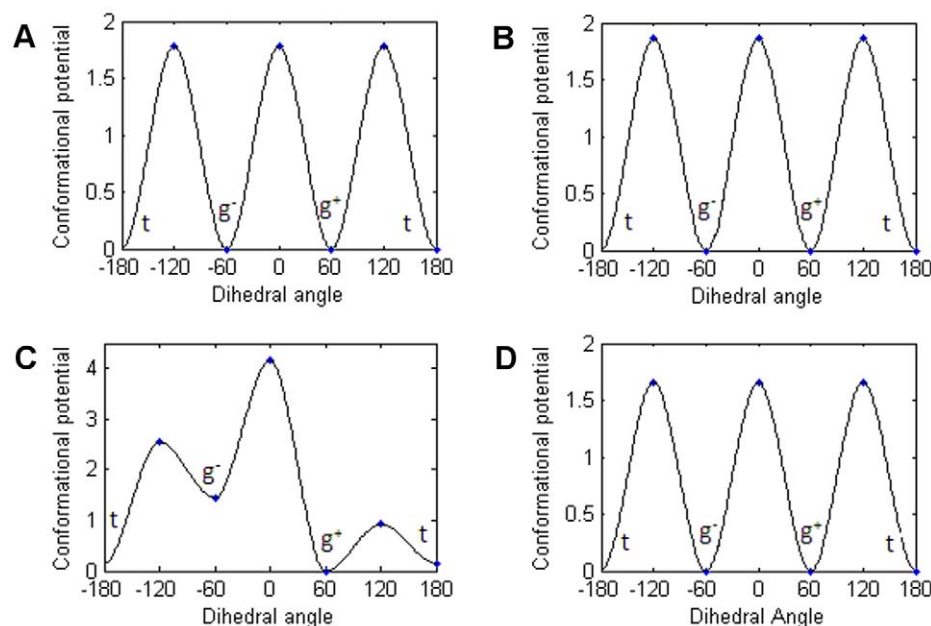 A
Conformational potential
2
1.5
1
0.5
0
t
g-
g+
t
-180 -120 -60 0 60 120 180
Dihedral angle
B
Conformational potential
2
1.5
1
0.5
0
t
g-
g+
t
-180 -120 -60 0 60 120 180
Dihedral angle
C
Conformational potential
4
3
2
1
0
t
g-
g+
t
-180 -120 -60 0 60 120 180
Dihedral angle
D
Conformational potential
2
1.5
1
0.5
0
t
g-
g+
t
-180 -120 -60 0 60 120 180
Dihedral Angle